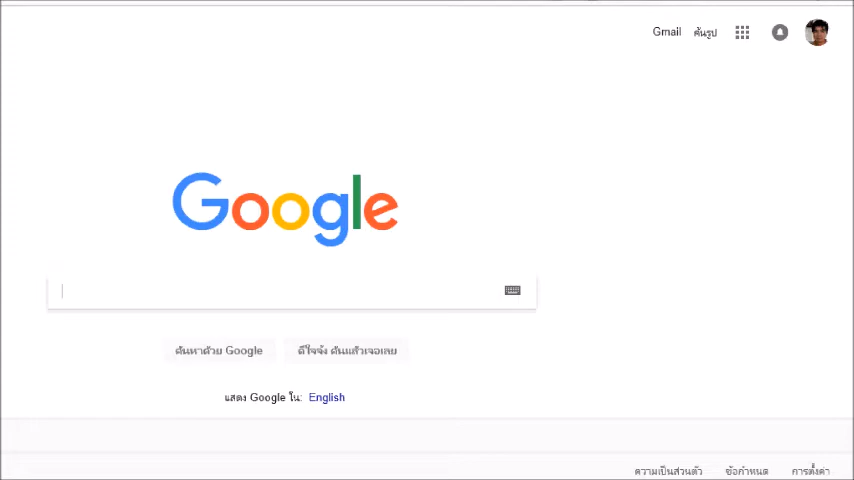 Gmail ค้นรูป
Google
ค้นหาด้วย Google ดีใจจัง ค้นแล้วเจอเลย
แสดง Google ใน: English
ความเป็นส่วนตัว ข้อกำหนด การตั้งค่า